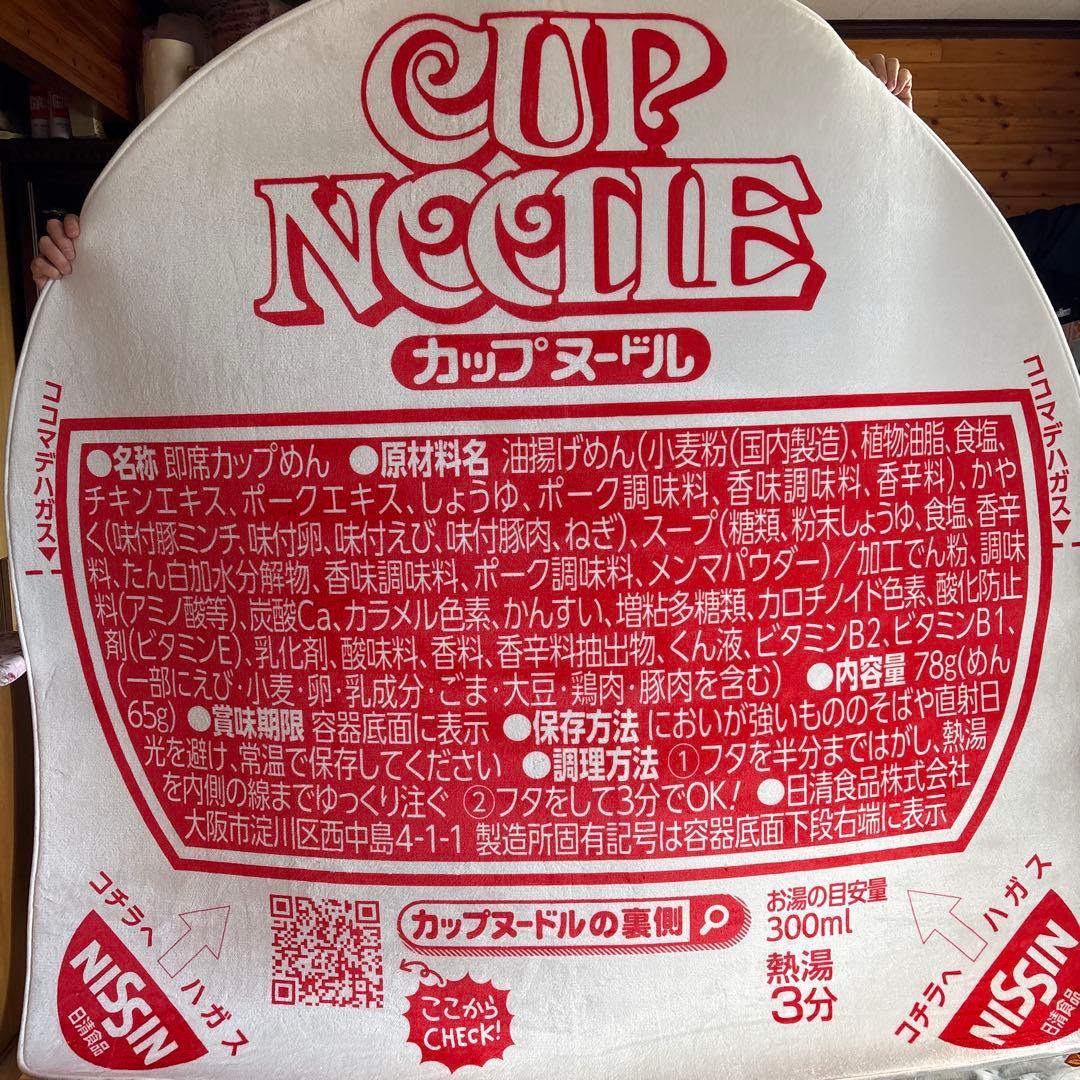 CUP
NOODLE
カップヌードル
ココマデハガス▼
ココマデハガス▼
●名称 即席カップめん ●原材料名 油揚げめん(小麦粉(国内製造)、植物油脂、食塩、
チキンエキス、ポークエキス、しょうゆ、ポーク調味料、香味調味料、香辛料)、かや
く(味付豚ミンチ、味付卵、味付えび、味付豚肉、ねぎ)、スープ(糖類、粉末しょうゆ、食塩、香辛
料、たん白加水分解物、香味調味料、ポーク調味料、メンマパウダー)/加工でん粉、調味
料(アミノ酸等)、炭酸Ca、カラメル色素、かんすい、増粘多糖類、カロチノイド色素、酸化防止
剤(ビタミンE)、乳化剤、酸味料、香料、香辛料抽出物、くん液、ビタミンB2、ビタミンB1、
(一部にえび・小麦・卵・乳成分・ごま・大豆・鶏肉・豚肉を含む) ●内容量 78g(めん
65g) ●賞味期限 容器底面に表示 ●保存方法 においが強いもののそばや直射日
光を避け、常温で保存してください ●調理方法 ①フタを半分まではがし、熱湯
を内側の線までゆっくり注ぐ ②フタをして3分でOK! ●日清食品株式会社
大阪市淀川区西中島4-1-1 製造所固有記号は容器底面下段右端に表示
コチラヘ
ハガス
NISSIN
日清食品
カップヌードルの裏側
ここから
CHECK!
お湯の目安量
300ml
熱湯
3分
コチラヘ
ハガス
NISSIN
日清食品